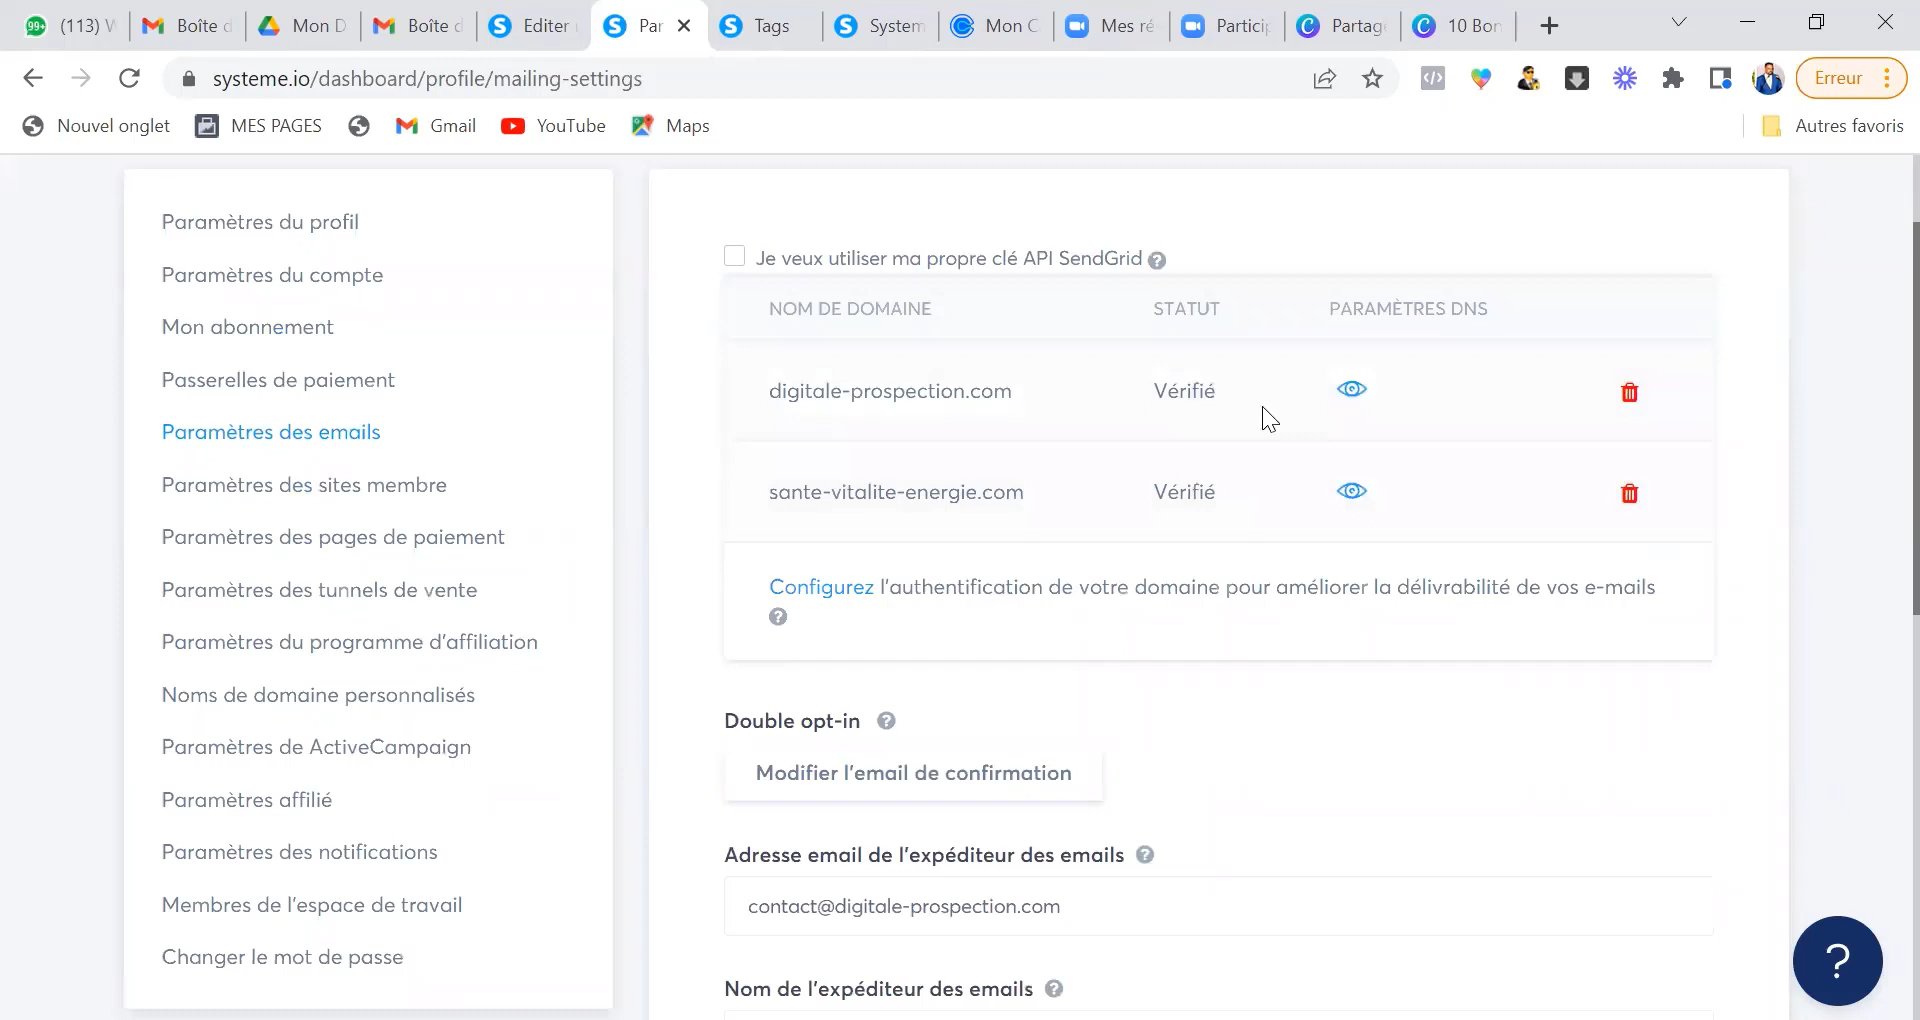 99+ (113) W
Boîte d
Mon D
Boîte d
Editer
Par
Tags
System
Mon C
Mes ré
Particip
Partag
10 Bon
systeme.io/dashboard/profile/mailing-settings
Erreur
Nouvel onglet
MES PAGES
Gmail
YouTube
Maps
Autres favoris
Paramètres du profil
Paramètres du compte
Mon abonnement
Passerelles de paiement
Paramètres des emails
Paramètres des sites membre
Paramètres des pages de paiement
Paramètres des tunnels de vente
Paramètres du programme d'affiliation
Noms de domaine personnalisés
Paramètres de ActiveCampaign
Paramètres affilié
Paramètres des notifications
Membres de l'espace de travail
Changer le mot de passe
Je veux utiliser ma propre clé API SendGrid ?
NOM DE DOMAINE STATUT PARAMÈTRES DNS
digitale-prospection.com Vérifié
sante-vitalite-energie.com Vérifié
Configurez l'authentification de votre domaine pour améliorer la délivrabilité de vos e-mails
?
Double opt-in ?
Modifier l'email de confirmation
Adresse email de l'expéditeur des emails ?
contact@digitale-prospection.com
Nom de l'expéditeur des emails ?
?